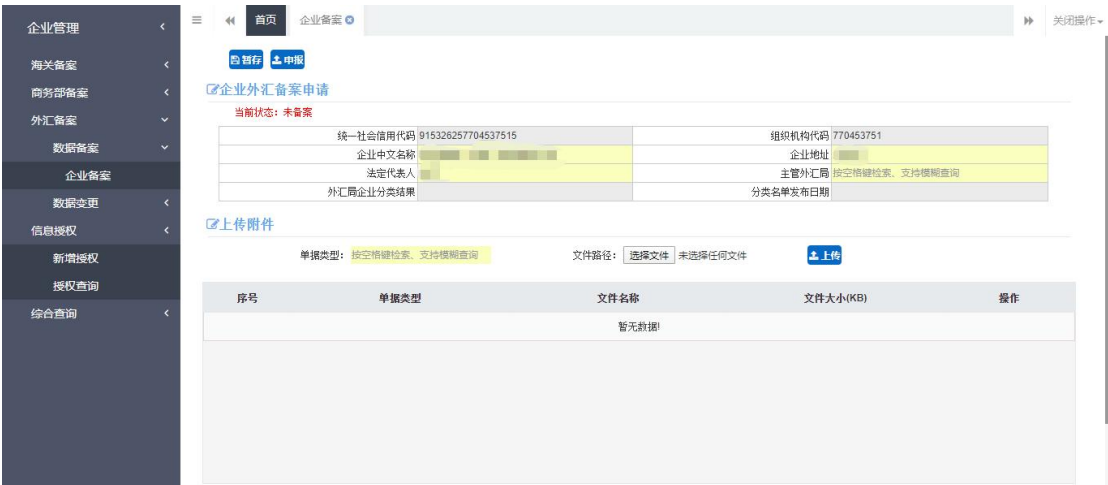 企业管理
海关备案
商务部备案
外汇备案
数据备案
企业备案
数据变更
信息授权
新增授权
授权查询
综合查询
首页 企业备案 关闭操作
暂存 申报
企业外汇备案申请
当前状态：未备案
统一社会信用代码 915326257704537515 组织机构代码 770453751
企业中文名称 企业地址
法定代表人 主管外汇局 按空格键检索、支持模糊查询
外汇局企业分类结果 分类名单发布日期
上传附件
单据类型： 按空格键检索、支持模糊查询 文件路径： 选择文件 未选择任何文件 上传
序号 单据类型 文件名称 文件大小(KB) 操作
暂无数据!